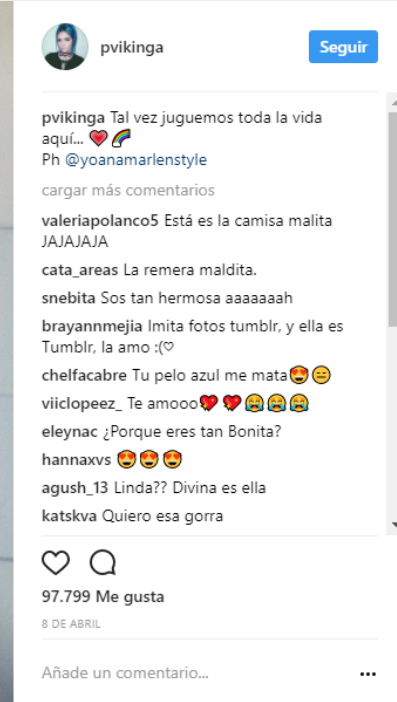 pvikinga
Seguir
pvikinga Tal vez juguemos toda la vida
aquí... 💗🌈
Ph @yoanamarlenstyle
cargar más comentarios
valeriapolanco5 Está es la camisa malita
JAJAJAJA
cata_areas La remera maldita.
snebita Sos tan hermosa aaaaaaah
brayannmejia Imita fotos tumblr, y ella es
Tumblr, la amo :(♡
chelfacabre Tu pelo azul me mata😍😑
viiclopeez_ Te amooo💖💖😭😭😭
eleynac ¿Porque eres tan Bonita?
hannaxvs 😍😍😍
agush_13 Linda?? Divina es ella
katskva Quiero esa gorra
97.799 Me gusta
8 DE ABRIL
Añade un comentario...